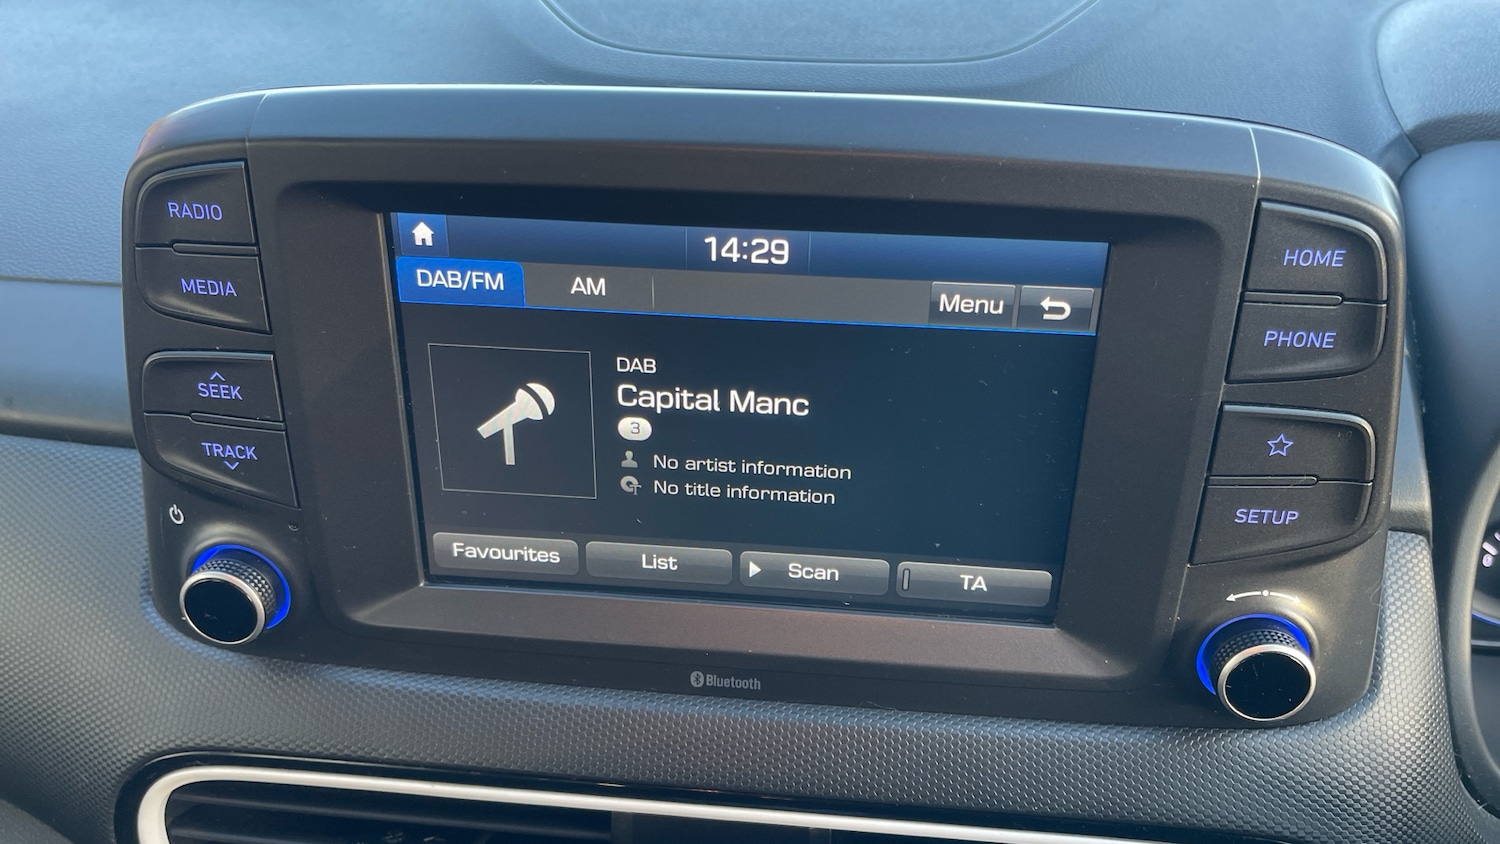 RADIO
MEDIA
SEEK
TRACK
14:29
DAB/FM
AM
Menu
DAB
Capital Manc
3
No artist information
No title information
Favourites
List
Scan
TA
HOME
PHONE
SETUP
Bluetooth